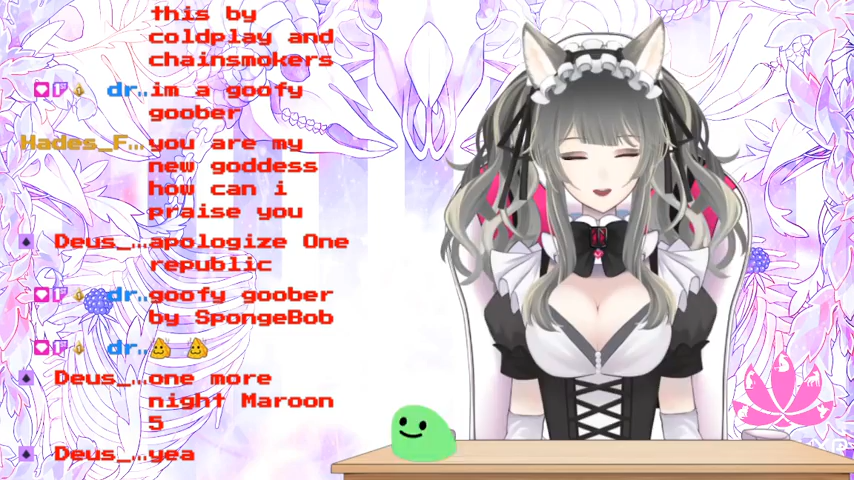 this by
coldplay and
chainsmokers
dr..im a goofy
goober
Hades_F...you are my
new goddess
how can i
praise you
Deus_...apologize One
republic
dr..goofy goober
by SpongeBob
dr..
Deus_...one more
night Maroon
5
Deus_...yea